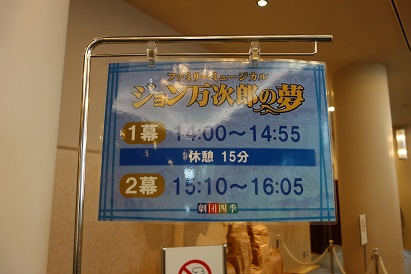 ファミリーミュージカル
ジョン万次郎の夢
1幕 14:00〜14:55
休憩 15分
2幕 15:10〜16:05
劇団四季